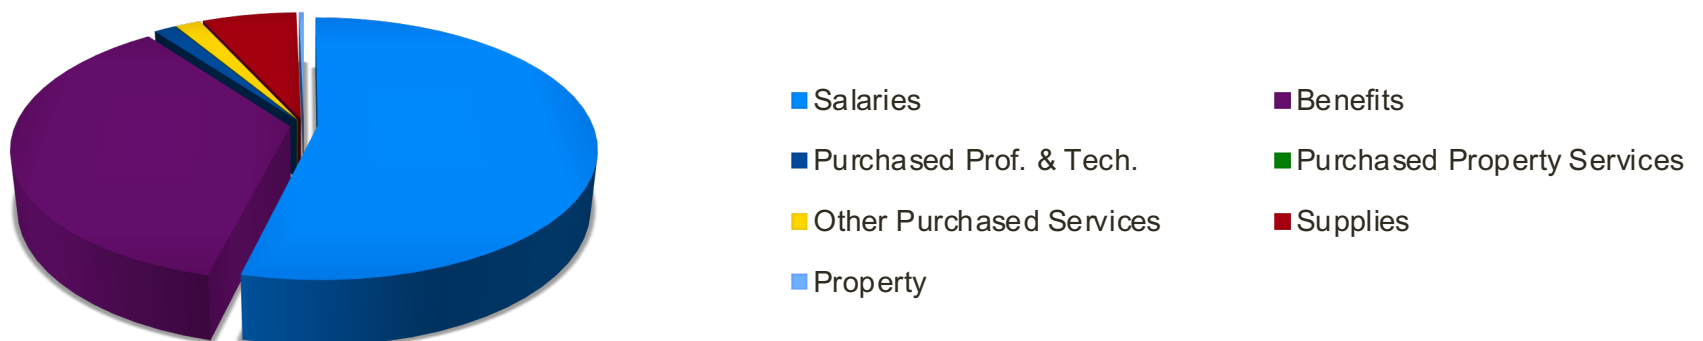 Salaries
Benefits
Purchased Prof. & Tech.
Purchased Property Services
Other Purchased Services
Supplies
Property